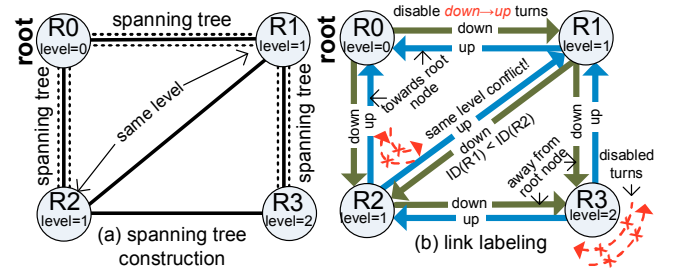 root
spanning tree
R0
level=0
R1
level=1
spanning tree
same level
spanning tree
R2
level=1
R3
level=2
(a) spanning tree
construction
root
disable down→up turns
R0
level=0
down
up
R1
level=1
towards root
node
down
up
same level conflict!
up
down
ID(R1) < ID(R2)
down
up
away from
root node
disabled
turns
R2
level=1
down
up
R3
level=2
(b) link labeling